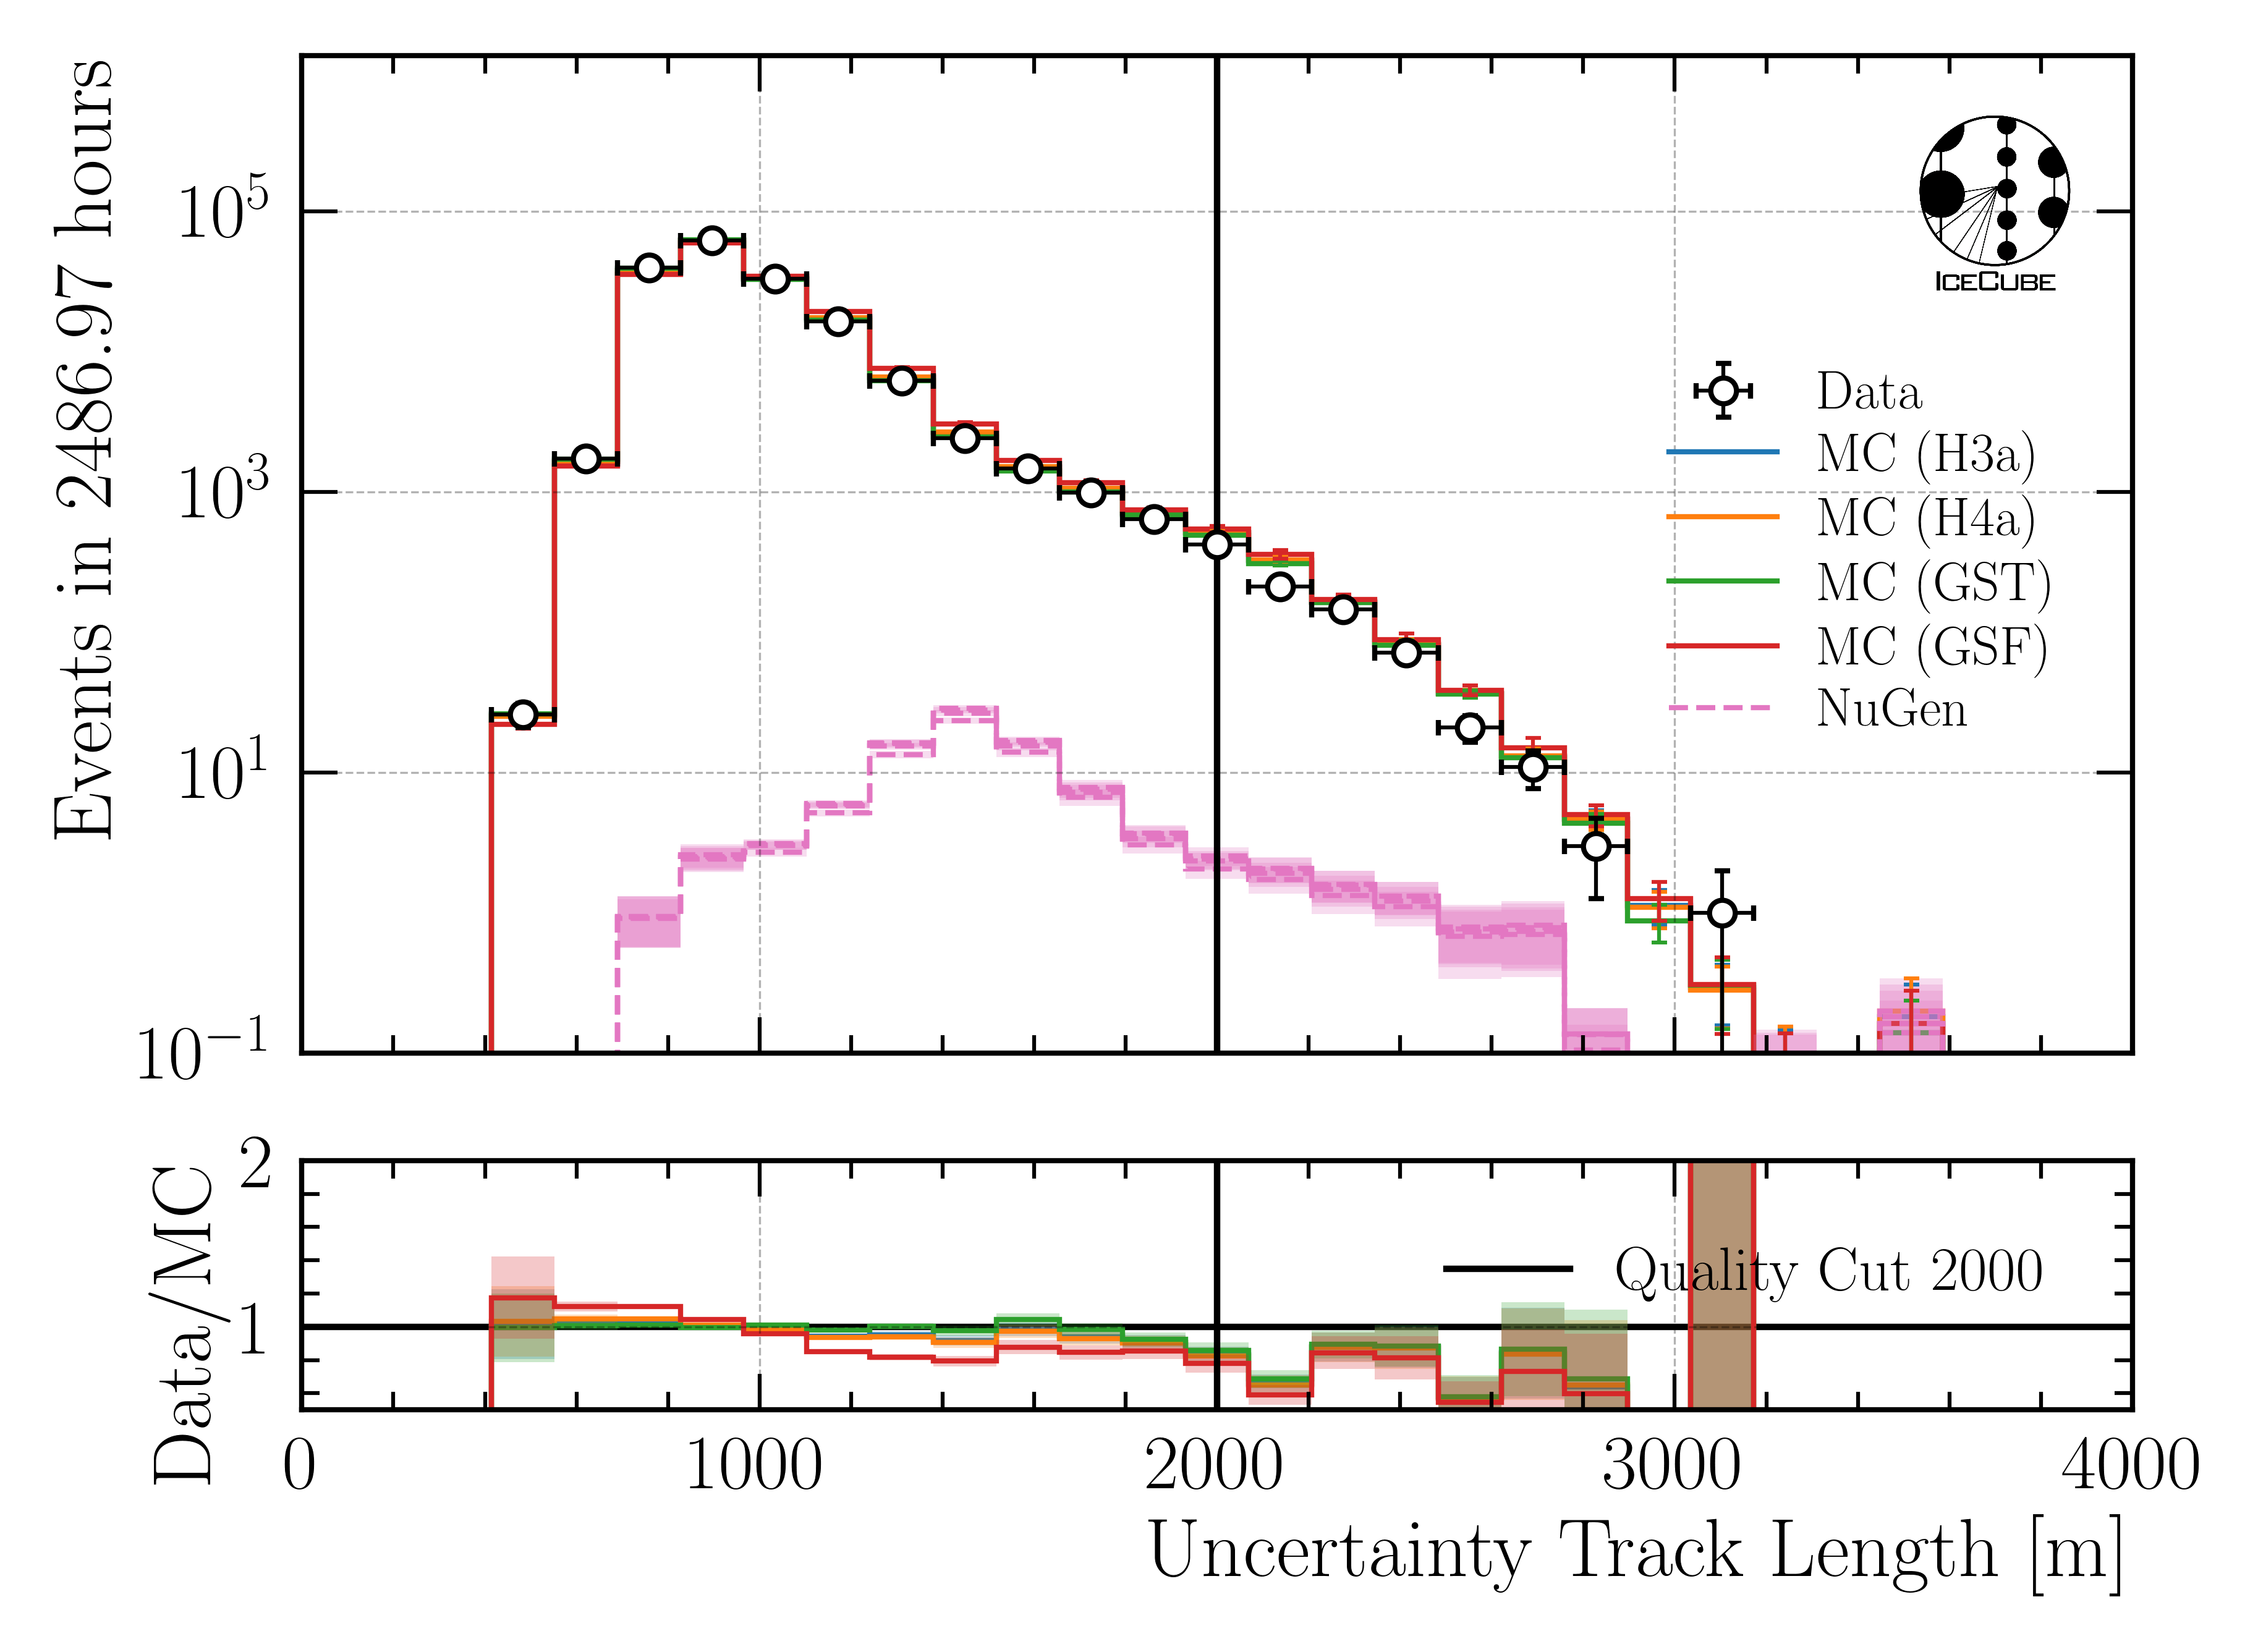 Events in 2486.97 hours
10^5
10^3
10^1
10^−1
IceCube
Data
MC (H3a)
MC (H4a)
MC (GST)
MC (GSF)
NuGen
Data/MC
2
1
Quality Cut 2000
0 1000 2000 3000 4000
Uncertainty Track Length [m]